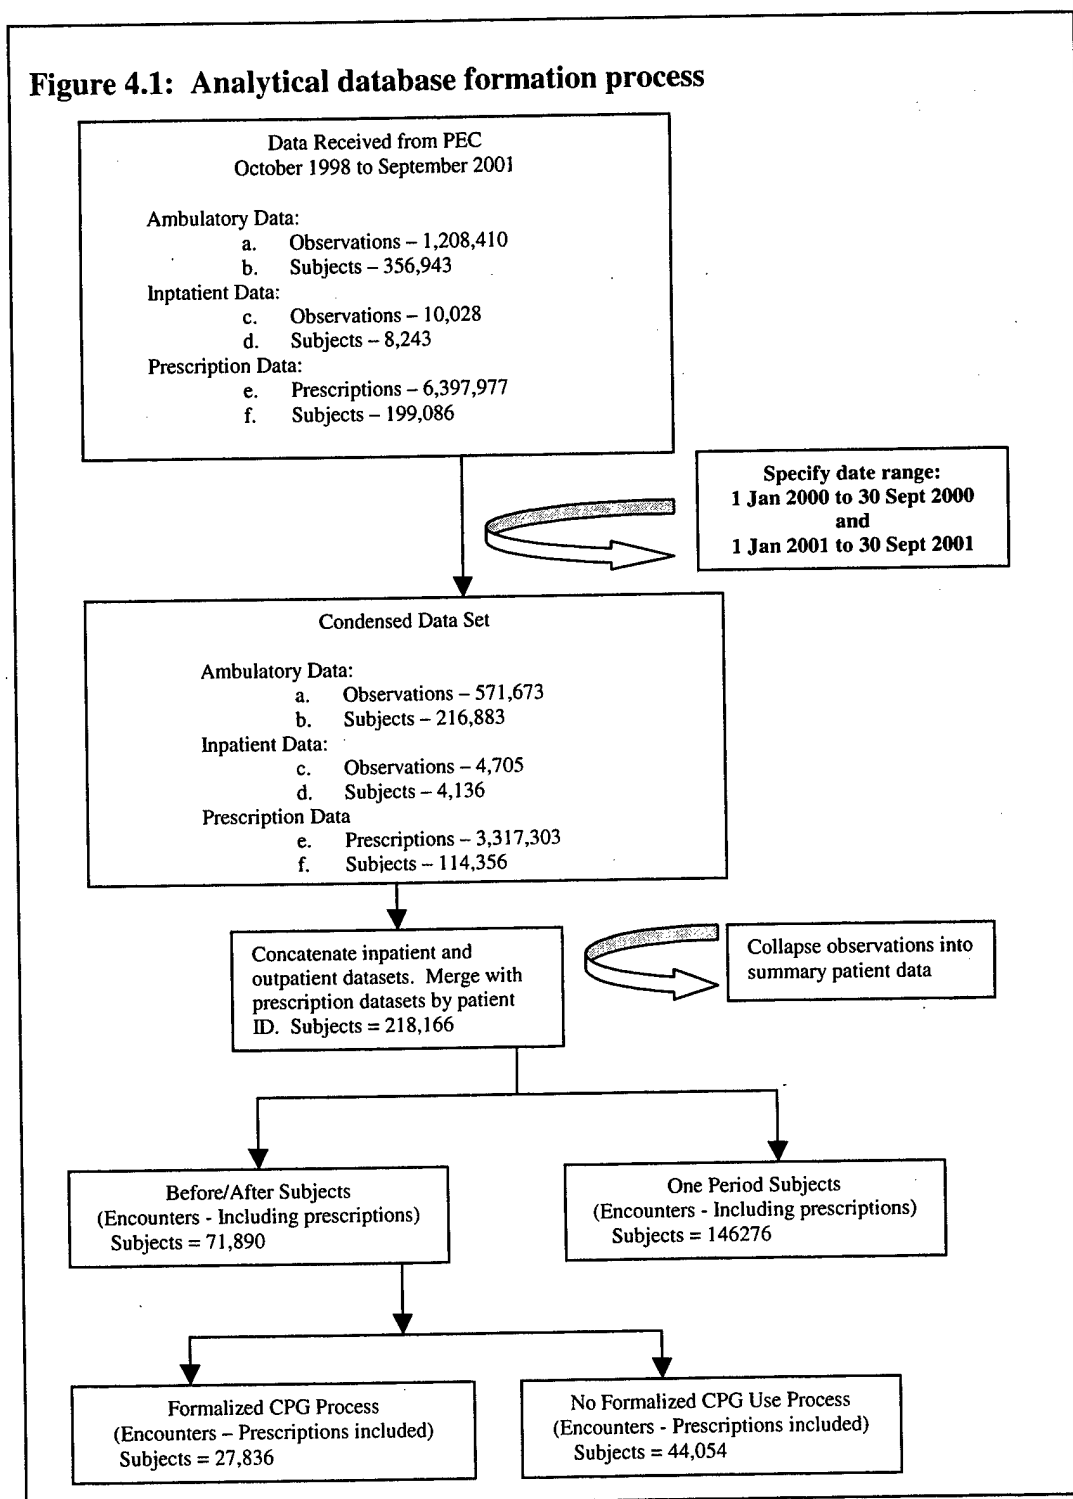 Figure 4.1: Analytical database formation process
Data Received from PEC
October 1998 to September 2001
Ambulatory Data:
a. Observations – 1,208,410
b. Subjects – 356,943
Inptatient Data:
c. Observations – 10,028
d. Subjects – 8,243
Prescription Data:
e. Prescriptions – 6,397,977
f. Subjects – 199,086
Specify date range:
1 Jan 2000 to 30 Sept 2000
and
1 Jan 2001 to 30 Sept 2001
Condensed Data Set
Ambulatory Data:
a. Observations – 571,673
b. Subjects – 216,883
Inpatient Data:
c. Observations – 4,705
d. Subjects – 4,136
Prescription Data
e. Prescriptions – 3,317,303
f. Subjects – 114,356
Concatenate inpatient and
outpatient datasets. Merge with
prescription datasets by patient
ID. Subjects = 218,166
Collapse observations into
summary patient data
Before/After Subjects
(Encounters - Including prescriptions)
Subjects = 71,890
One Period Subjects
(Encounters - Including prescriptions)
Subjects = 146276
Formalized CPG Process
(Encounters – Prescriptions included)
Subjects = 27,836
No Formalized CPG Use Process
(Encounters - Prescriptions included)
Subjects = 44,054